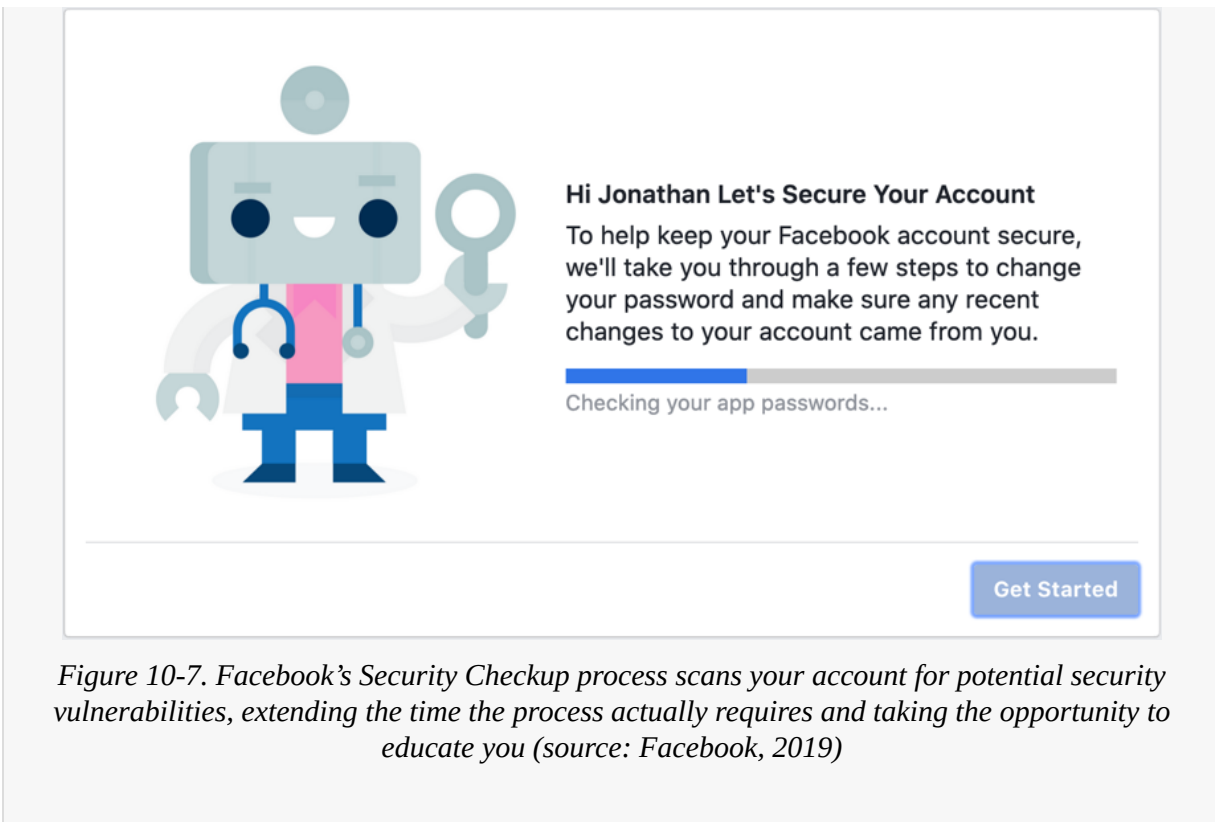 Hi Jonathan Let's Secure Your Account
To help keep your Facebook account secure,
we'll take you through a few steps to change
your password and make sure any recent
changes to your account came from you.
Checking your app passwords...
Get Started
Figure 10-7. Facebook’s Security Checkup process scans your account for potential security
vulnerabilities, extending the time the process actually requires and taking the opportunity to
educate you (source: Facebook, 2019)